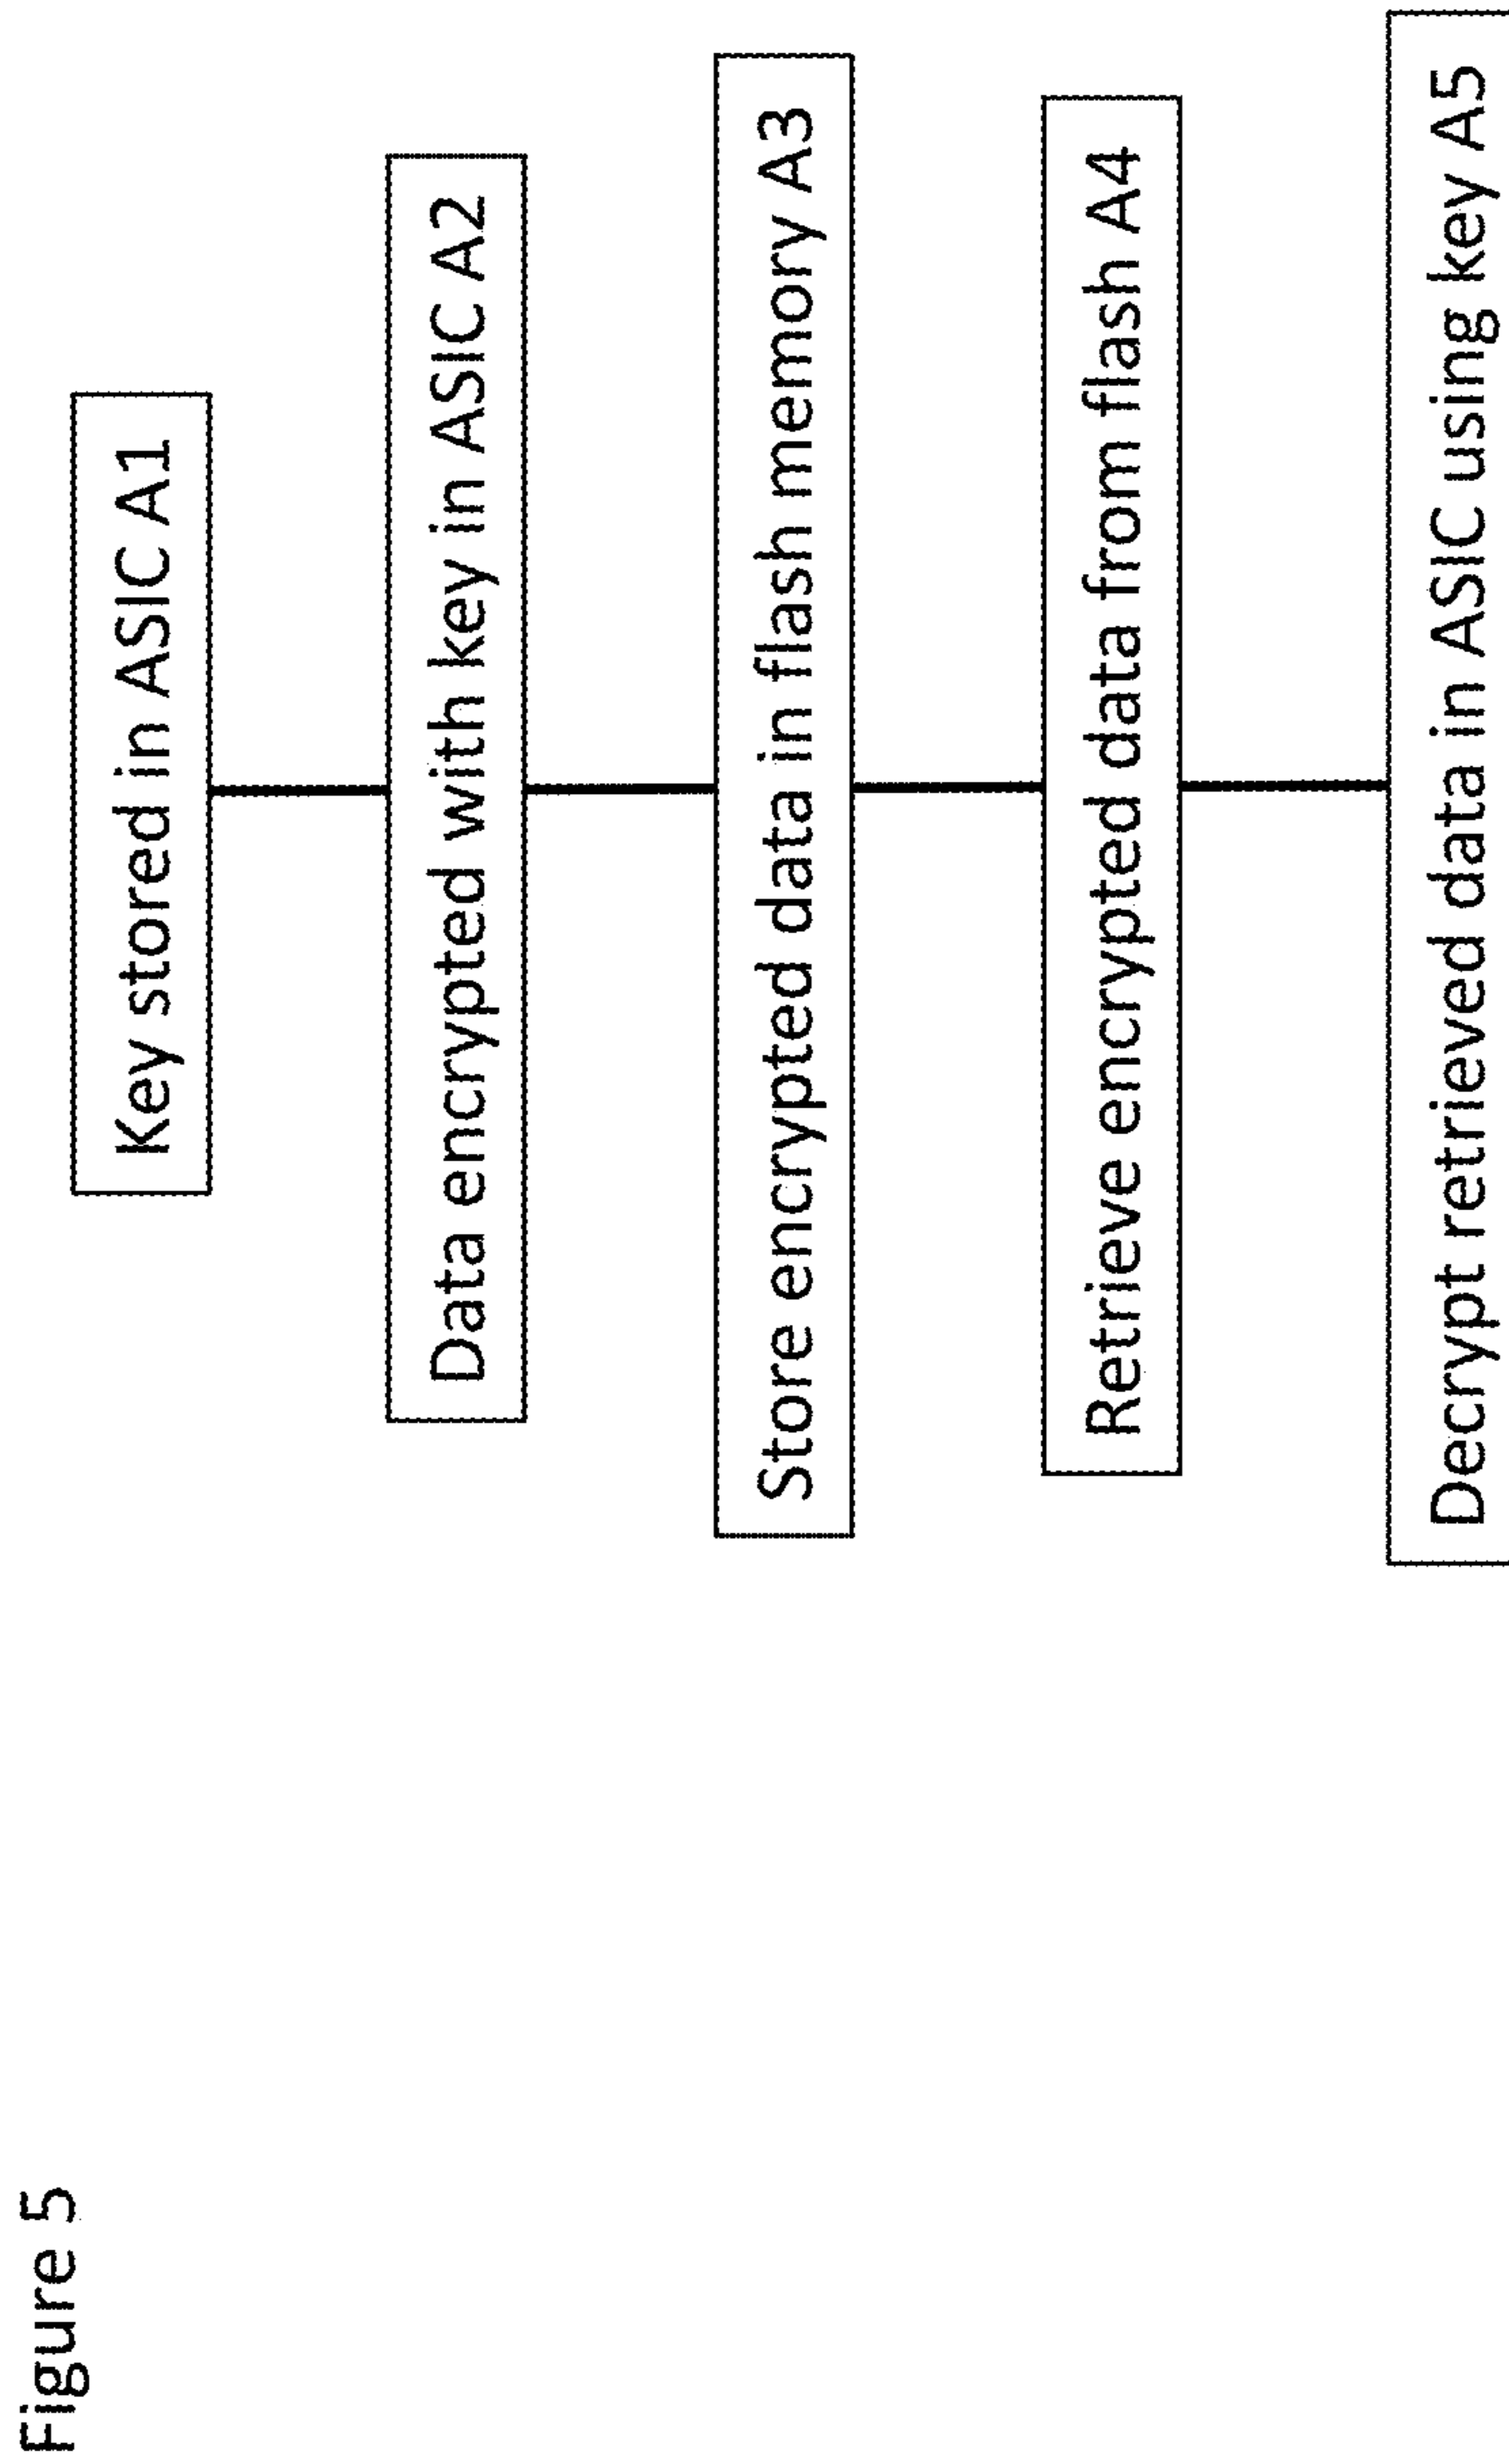 Figure 5
Key stored in ASIC A1
Data encrypted with key in ASIC A2
Store encrypted data in flash memory A3
Retrieve encrypted data from flash A4
Decrypt retrieved data in ASIC using key A5